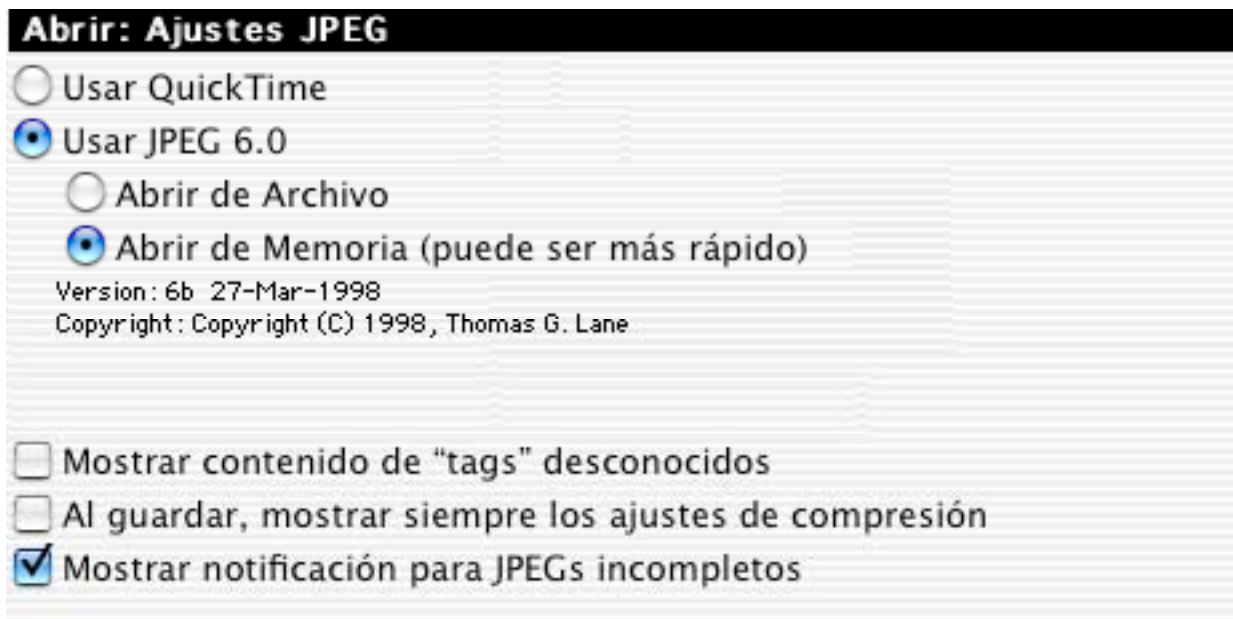 Abrir: Ajustes JPEG
Usar QuickTime
Usar JPEG 6.0
Abrir de Archivo
Abrir de Memoria (puede ser más rápido)
Version: 6b 27-Mar-1998
Copyright: Copyright (C) 1998, Thomas G. Lane
Mostrar contenido de “tags” desconocidos
Al guardar, mostrar siempre los ajustes de compresión
Mostrar notificación para JPEGs incompletos